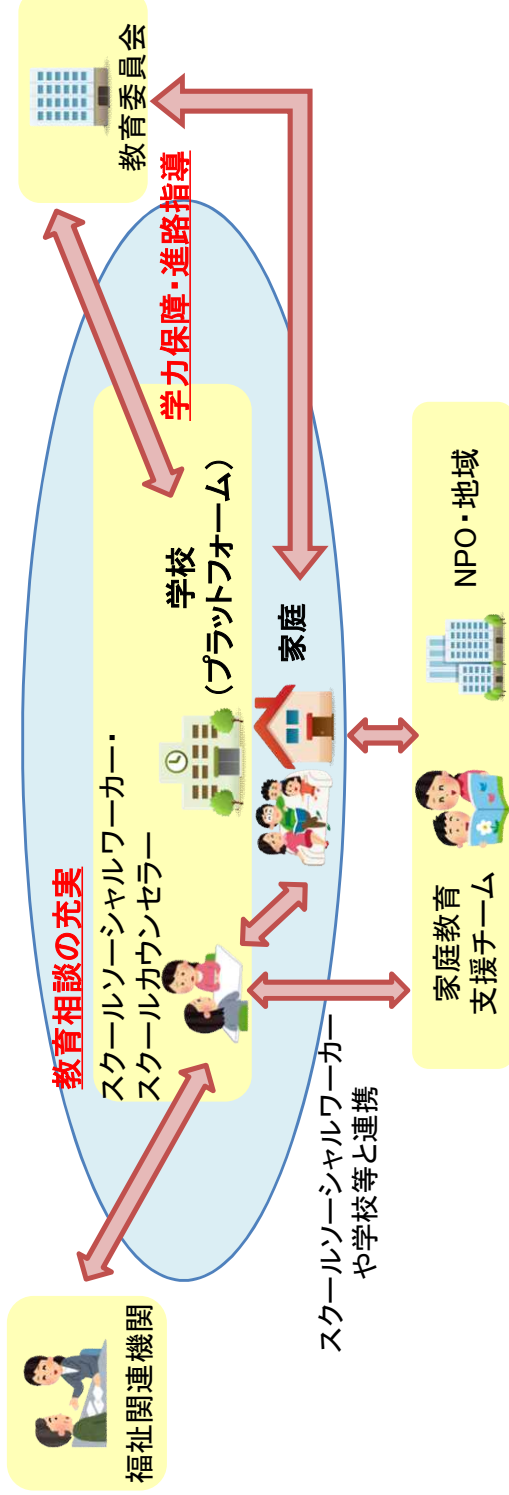 教育相談の充実
スクールソーシャルワーカー・
スクールカウンセラー
学校
(プラットフォーム)
学力保障・進路指導
教育委員会
福祉関連機関
家庭
スクールソーシャルワーカー
や学校等と連携
家庭教育
支援チーム
NPO・地域